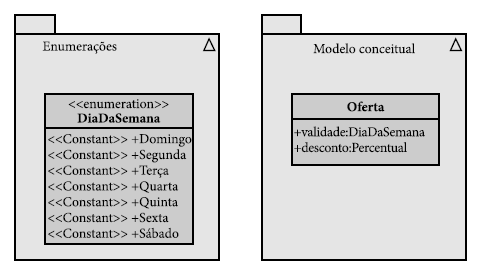 Enumerações
<<enumeration>>
DiaDaSemana
<<Constant>> +Domingo
<<Constant>> +Segunda
<<Constant>> +Terça
<<Constant>> +Quarta
<<Constant>> +Quinta
<<Constant>> +Sexta
<<Constant>> +Sábado
Modelo conceitual
Oferta
+validade:DiaDaSemana
+desconto:Percentual